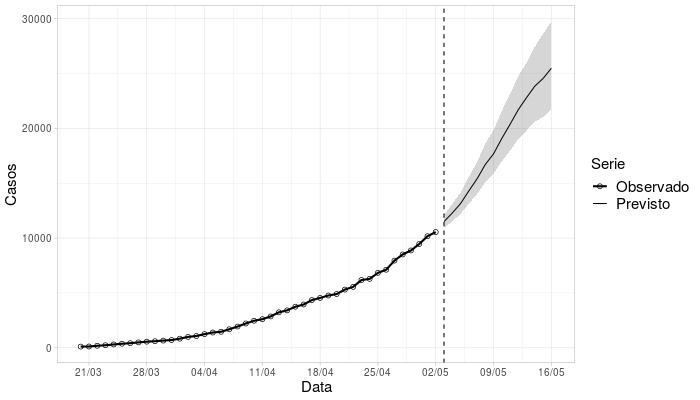 30000
20000
10000
0
Casos
21/03 28/03 04/04 11/04 18/04 25/04 02/05 09/05 16/05
Data
Serie
Observado
Previsto